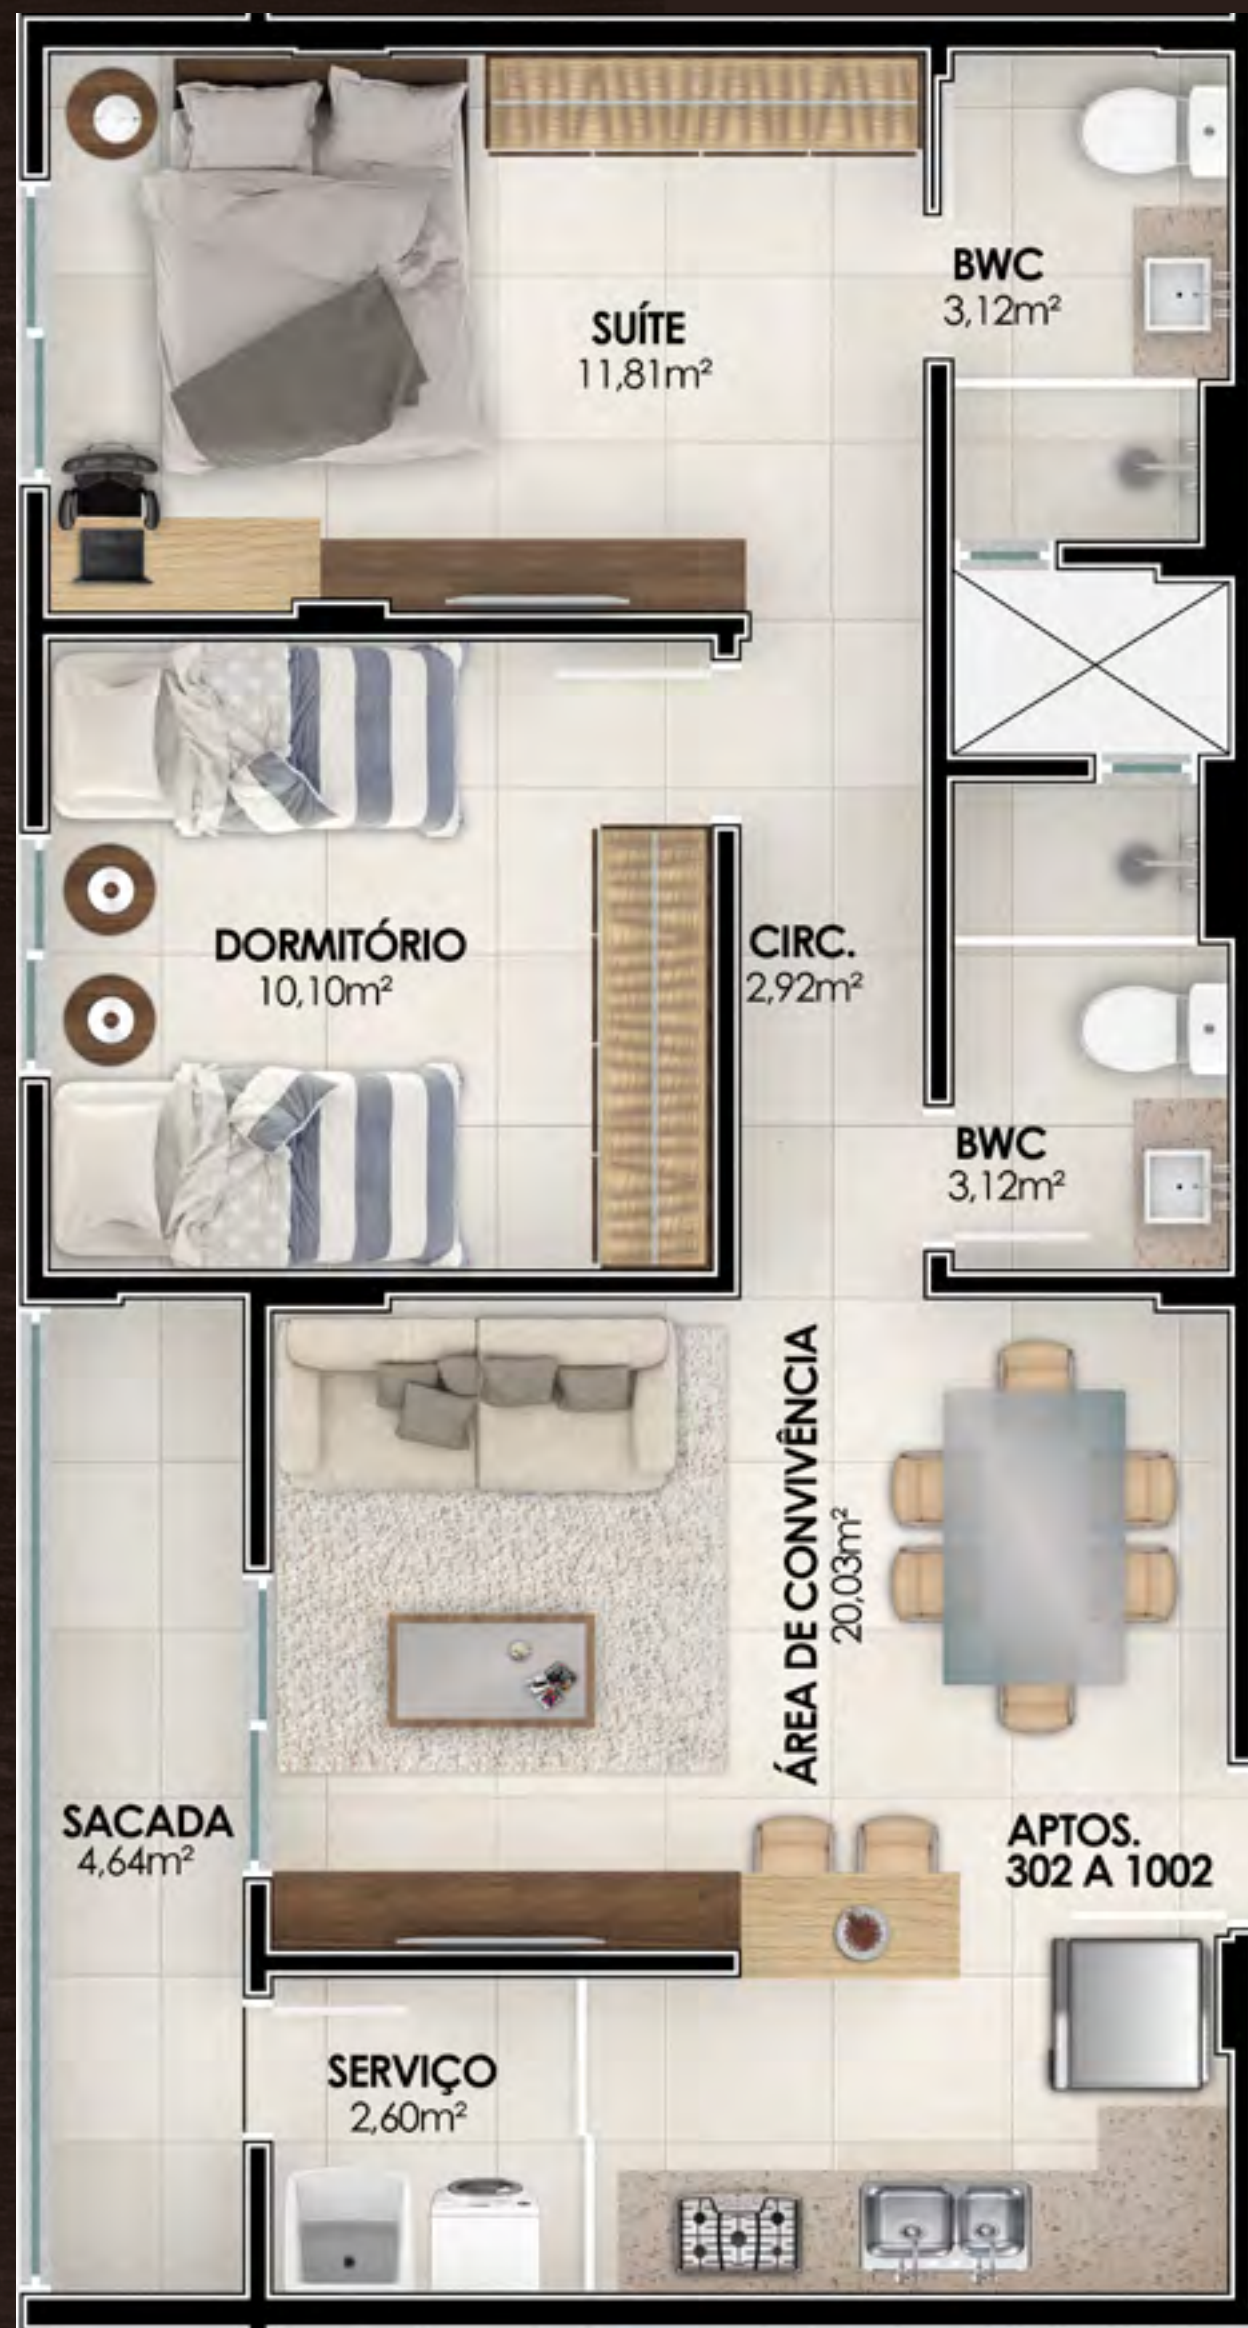 BWC
3,12m²
SUÍTE
11,81m²
DORMITÓRIO
10,10m²
CIRC.
2,92m²
BWC
3,12m²
ÁREA DE CONVIVÊNCIA
20,03m²
SACADA
4,64m²
APTOS.
302 A 1002
SERVIÇO
2,60m²